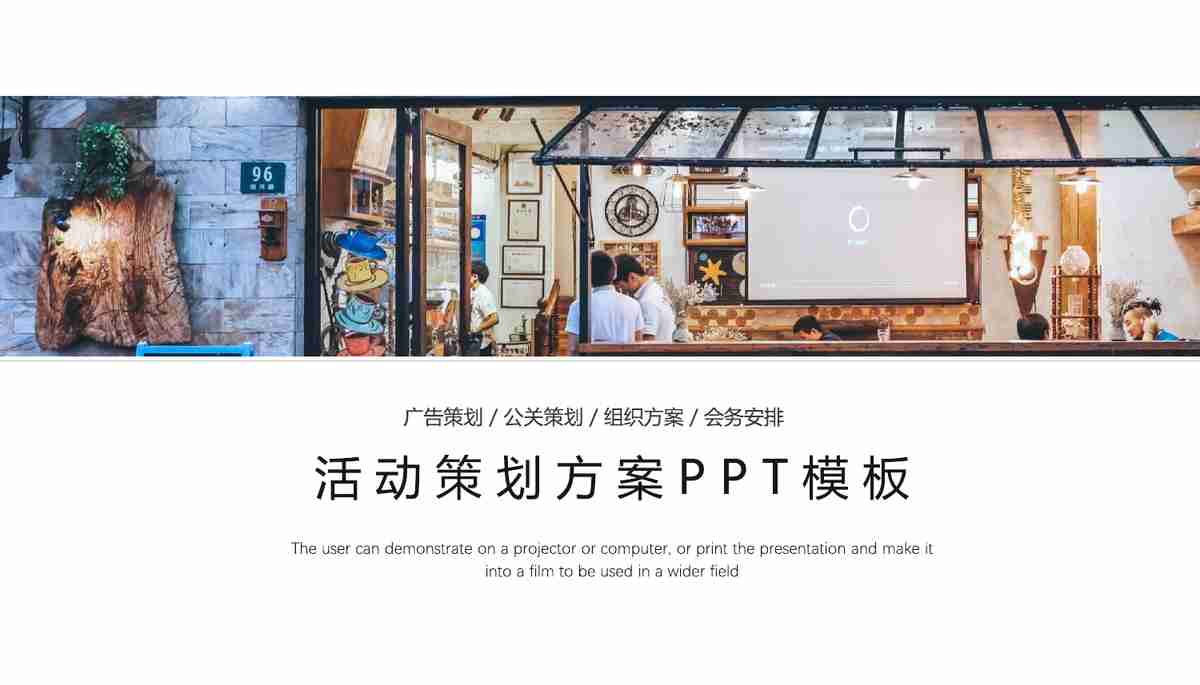 96
广告策划 / 公关策划 / 组织方案 / 会务安排
活动策划方案PPT模板
The user can demonstrate on a projector or computer, or print the presentation and make it
into a film to be used in a wider field